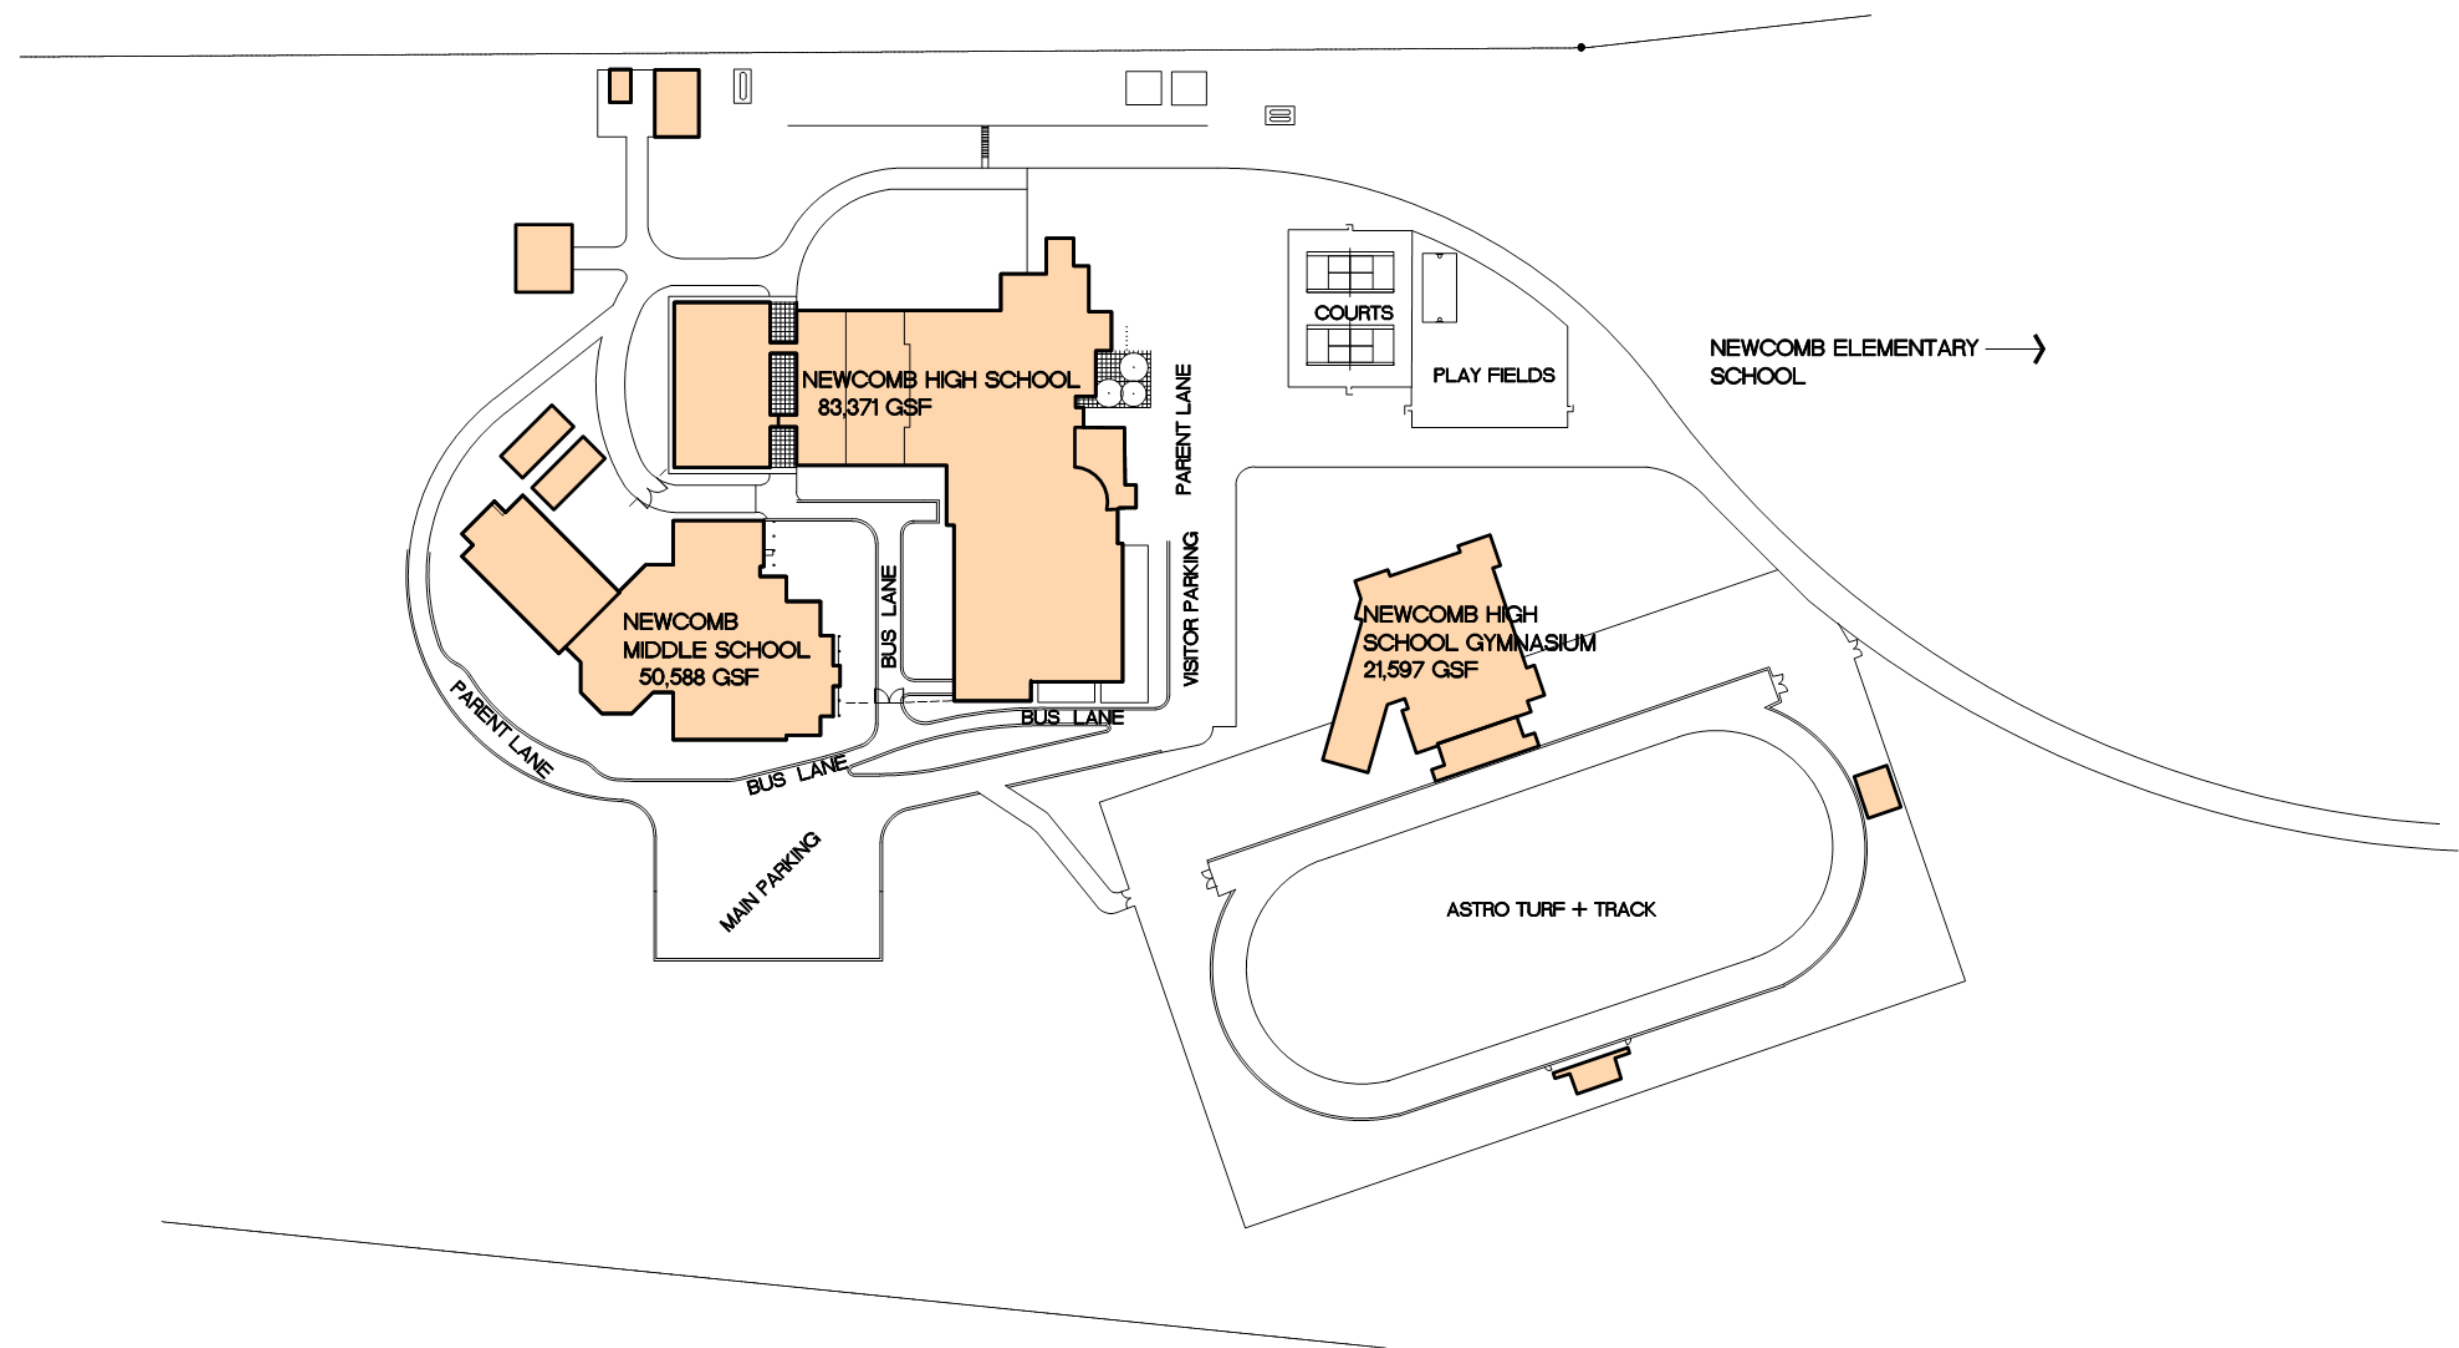 COURTS
NEWCOMB ELEMENTARY
SCHOOL
PLAY FIELDS
NEWCOMB HIGH SCHOOL
83,371 GSF
PARENT LANE
VISITOR PARKING
BUS LANE
NEWCOMB
MIDDLE SCHOOL
50,588 GSF
NEWCOMB HIGH
SCHOOL GYMNASIUM
21,597 GSF
PARENT LANE
BUS LANE
BUS LANE
MAIN PARKING
ASTRO TURF + TRACK